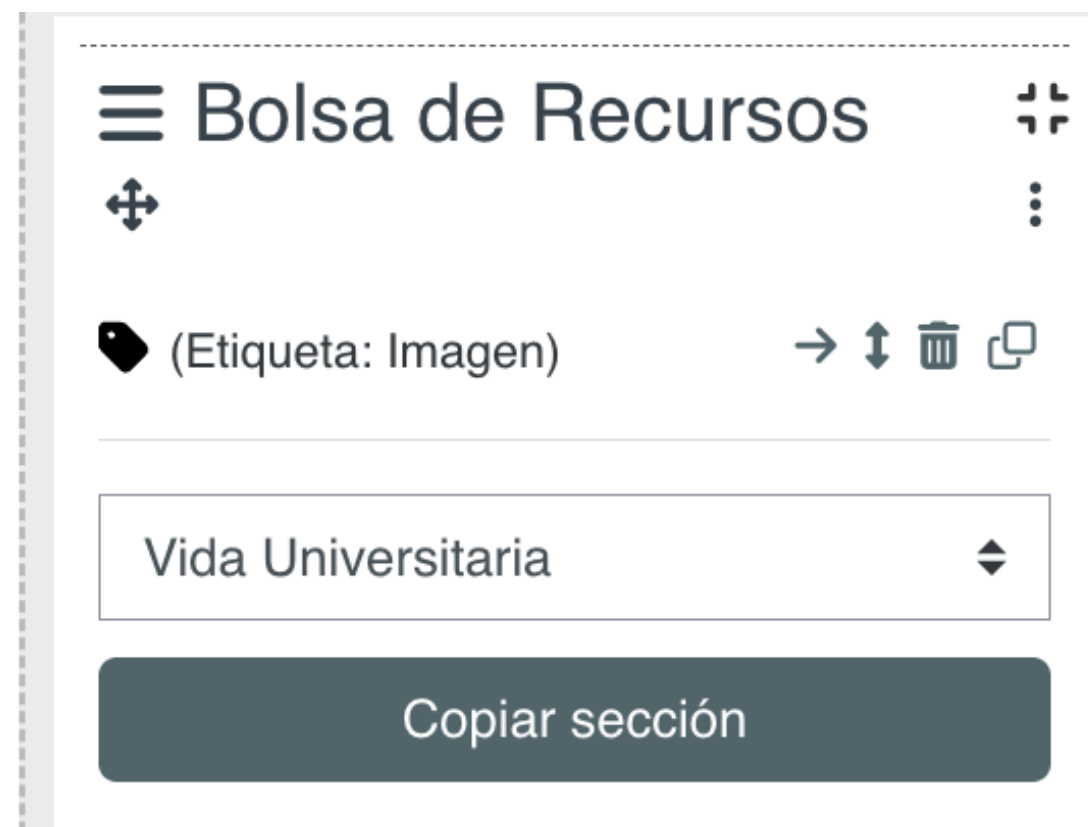 Bolsa de Recursos
(Etiqueta: Imagen)
Vida Universitaria
Copiar sección